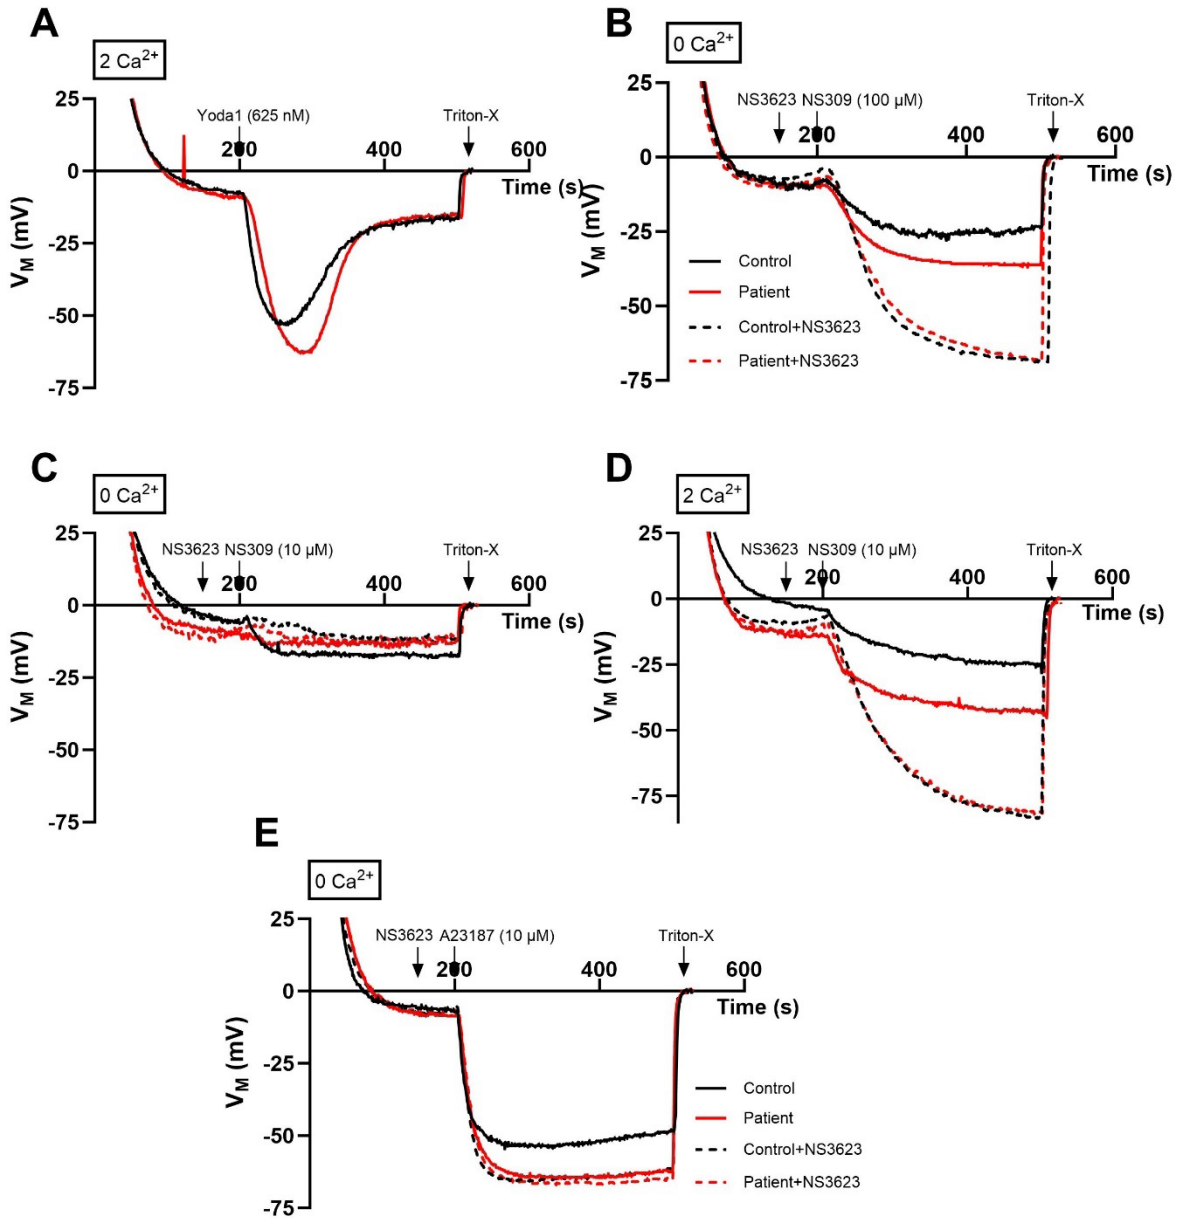 A
2 Ca²⁺
25
0
-25
-50
-75
V_M (mV)
Yoda1 (625 nM)
Triton-X
200
400
600
Time (s)
B
0 Ca²⁺
25
0
-25
-50
-75
V_M (mV)
NS3623 NS309 (100 µM)
Triton-X
200
400
600
Time (s)
Control
Patient
Control+NS3623
Patient+NS3623
C
0 Ca²⁺
25
0
-25
-50
-75
V_M (mV)
NS3623 NS309 (10 µM)
Triton-X
200
400
600
Time (s)
D
2 Ca²⁺
25
0
-25
-50
-75
V_M (mV)
NS3623 NS309 (10 µM)
Triton-X
200
400
600
Time (s)
E
0 Ca²⁺
25
0
-25
-50
-75
V_M (mV)
NS3623 A23187 (10 µM)
Triton-X
200
400
600
Time (s)
Control
Patient
Control+NS3623
Patient+NS3623